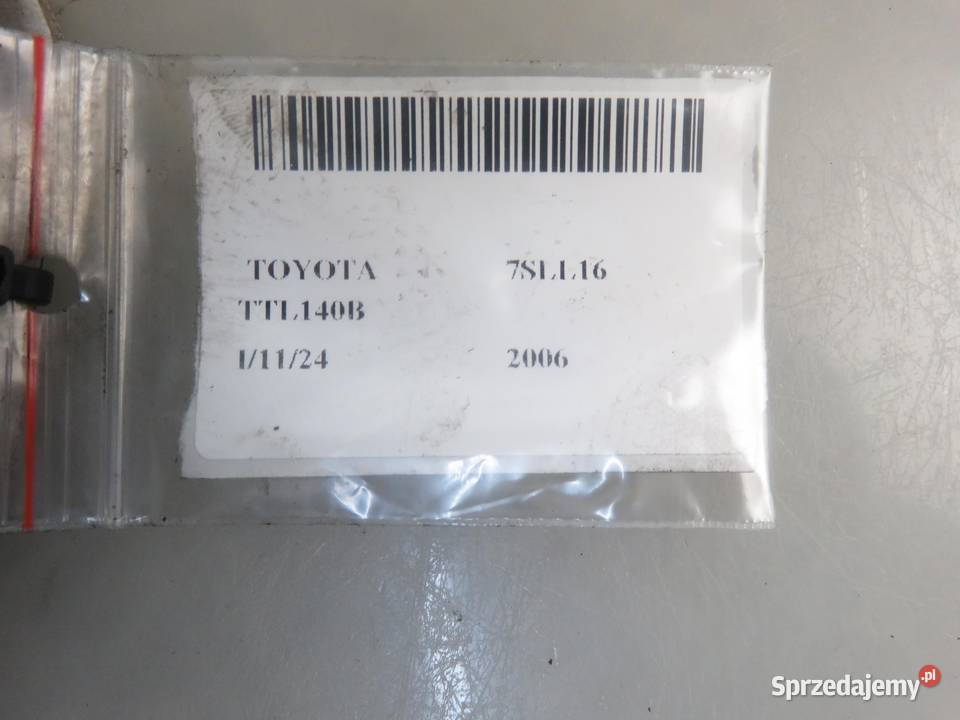 TOYOTA 7SLL16
TTL140B
I/11/24 2006
Sprzedajemy.pl